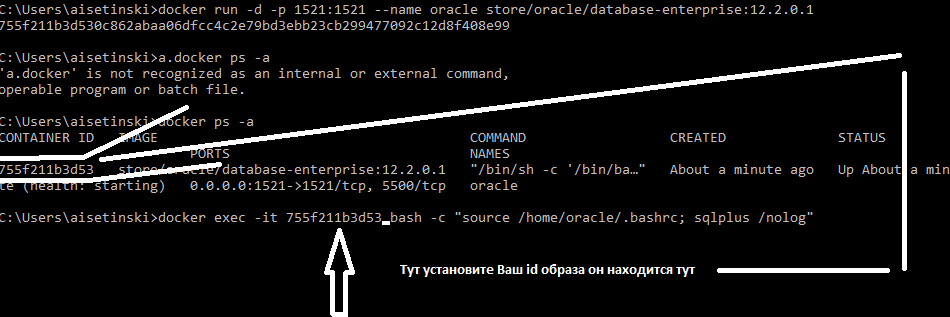 C:\Users\aisetinski>docker run -d -p 1521:1521 --name oracle store/oracle/database-enterprise:12.2.0.1
755f211b3d530c862abaa06dfcc4c2e79bd3ebb23cb299477092c12d8f408e99
C:\Users\aisetinski>a.docker ps -a
'a.docker' is not recognized as an internal or external command,
operable program or batch file.
C:\Users\aisetinski>docker ps -a
CONTAINER ID IMAGE COMMAND CREATED STATUS
PORTS NAMES
755f211b3d53 store/oracle/database-enterprise:12.2.0.1 "/bin/sh -c '/bin/ba…" About a minute ago Up About a min
te (health: starting) 0.0.0.0:1521->1521/tcp, 5500/tcp oracle
C:\Users\aisetinski>docker exec -it 755f211b3d53 bash -c "source /home/oracle/.bashrc; sqlplus /nolog"
Тут установите Ваш id образа он находится тут